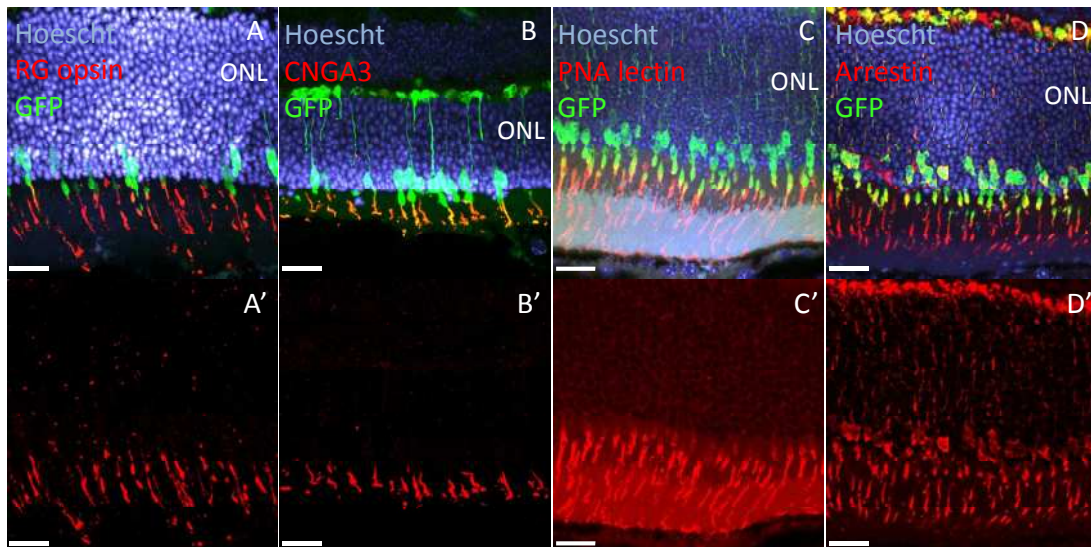 Hoescht
RG opsin
GFP
A
ONL
Hoescht
CNGA3
GFP
B
ONL
Hoescht
PNA lectin
GFP
C
ONL
Hoescht
Arrestin
GFP
D
ONL
A'
B'
C'
D'